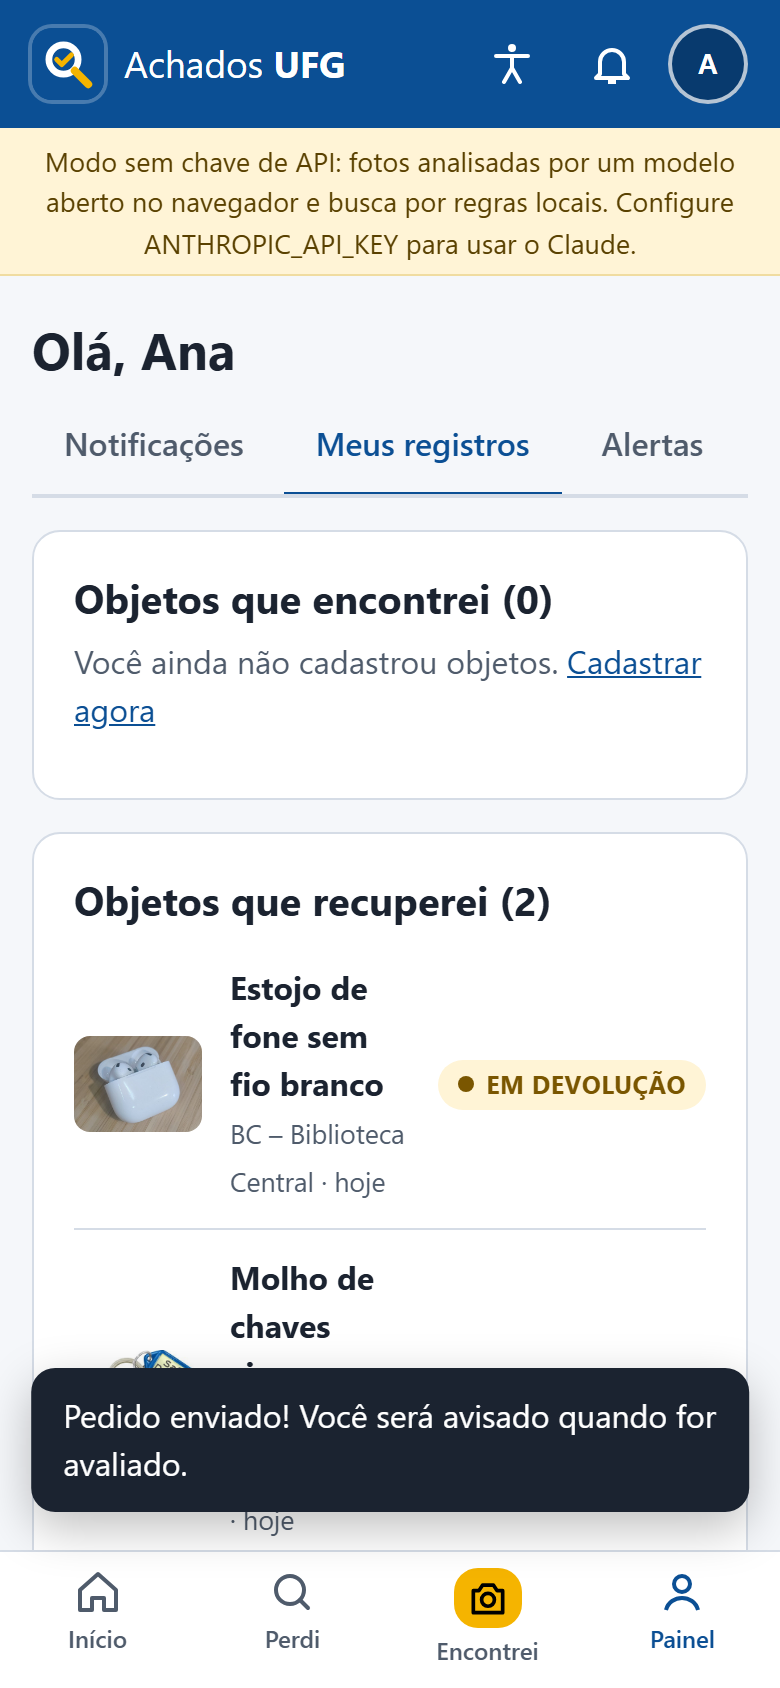 Achados UFG
A
Modo sem chave de API: fotos analisadas por um modelo
aberto no navegador e busca por regras locais. Configure
ANTHROPIC_API_KEY para usar o Claude.
Olá, Ana
Notificações
Meus registros
Alertas
Objetos que encontrei (0)
Você ainda não cadastrou objetos. Cadastrar
agora
Objetos que recuperei (2)
Estojo de
fone sem
fio branco
BC – Biblioteca
Central · hoje
EM DEVOLUÇÃO
Molho de
chaves
Pedido enviado! Você será avisado quando for
avaliado.
· hoje
Início
Perdi
Encontrei
Painel